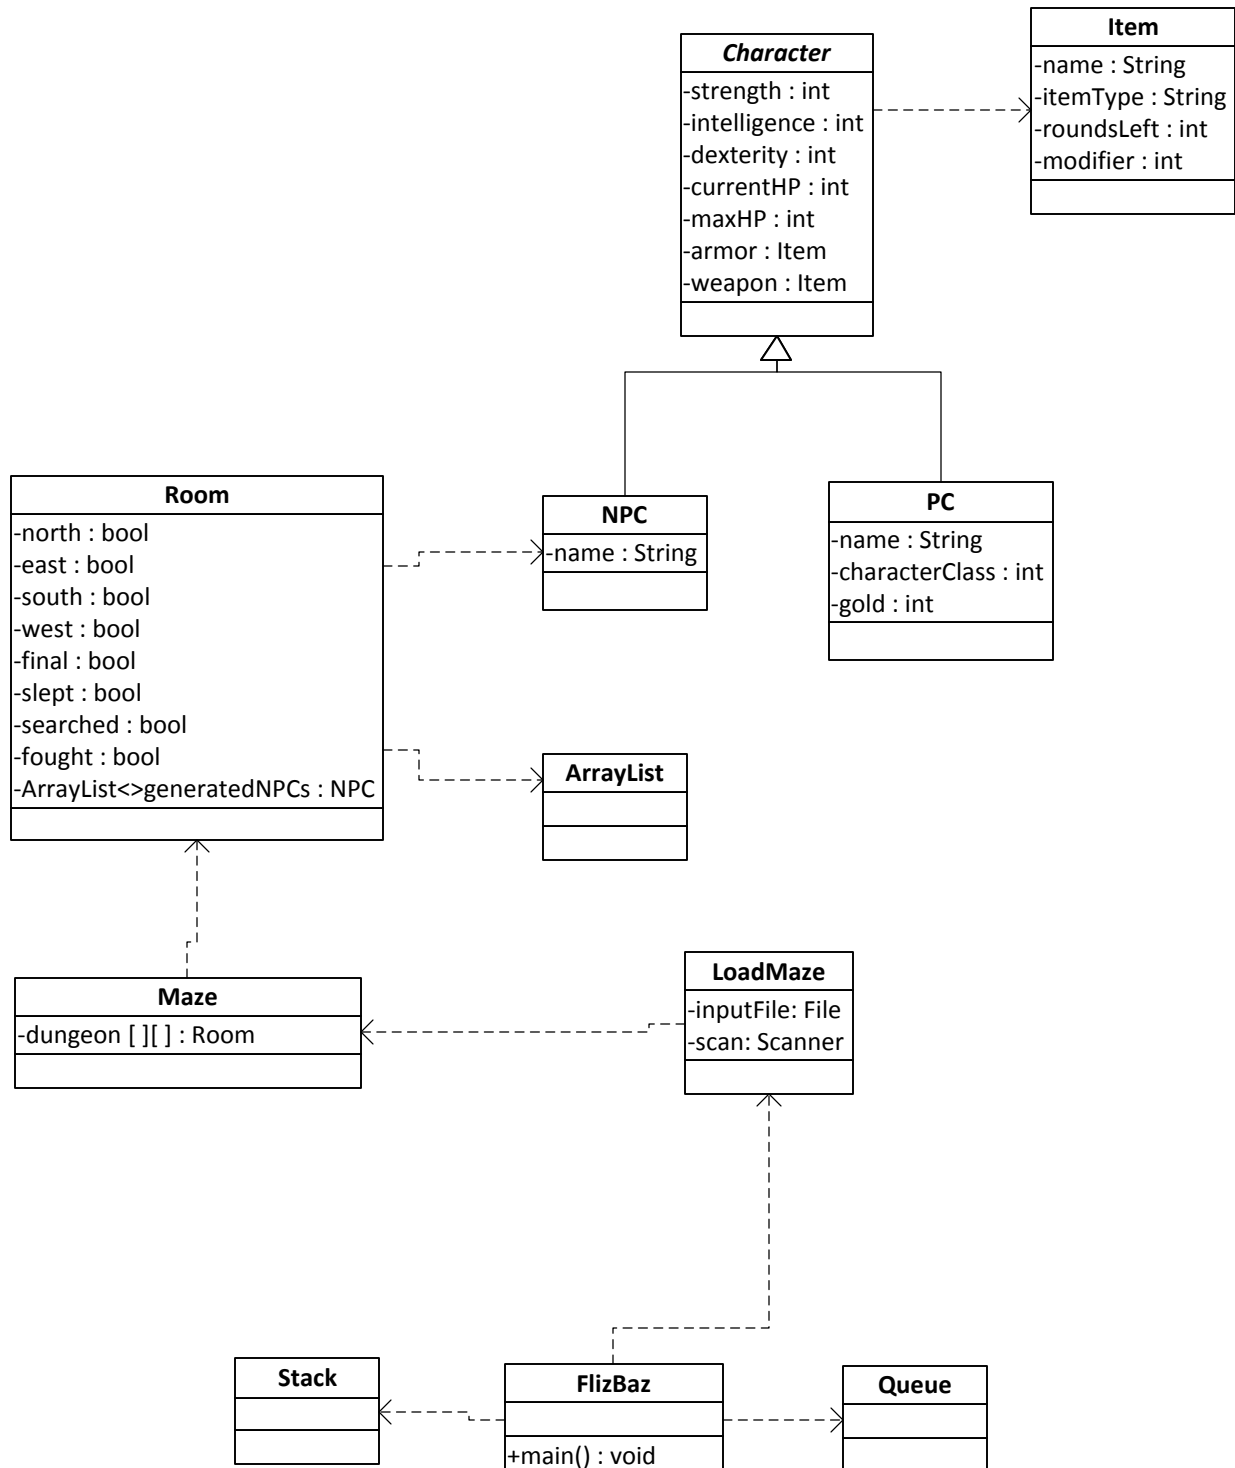 Character
-strength : int
-intelligence : int
-dexterity : int
-currentHP : int
-maxHP : int
-armor : Item
-weapon : Item
Item
-name : String
-itemType : String
-roundsLeft : int
-modifier : int
Room
-north : bool
-east : bool
-south : bool
-west : bool
-final : bool
-slept : bool
-searched : bool
-fought : bool
-ArrayList<>generatedNPCs : NPC
NPC
-name : String
PC
-name : String
-characterClass : int
-gold : int
ArrayList
Maze
-dungeon [ ][ ] : Room
LoadMaze
-inputFile: File
-scan: Scanner
Stack
FlizBaz
+main() : void
Queue